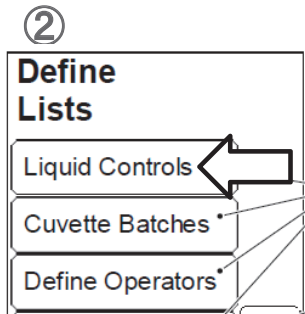 ②
Define
Lists
Liquid Controls
Cuvette Batches
Define Operators